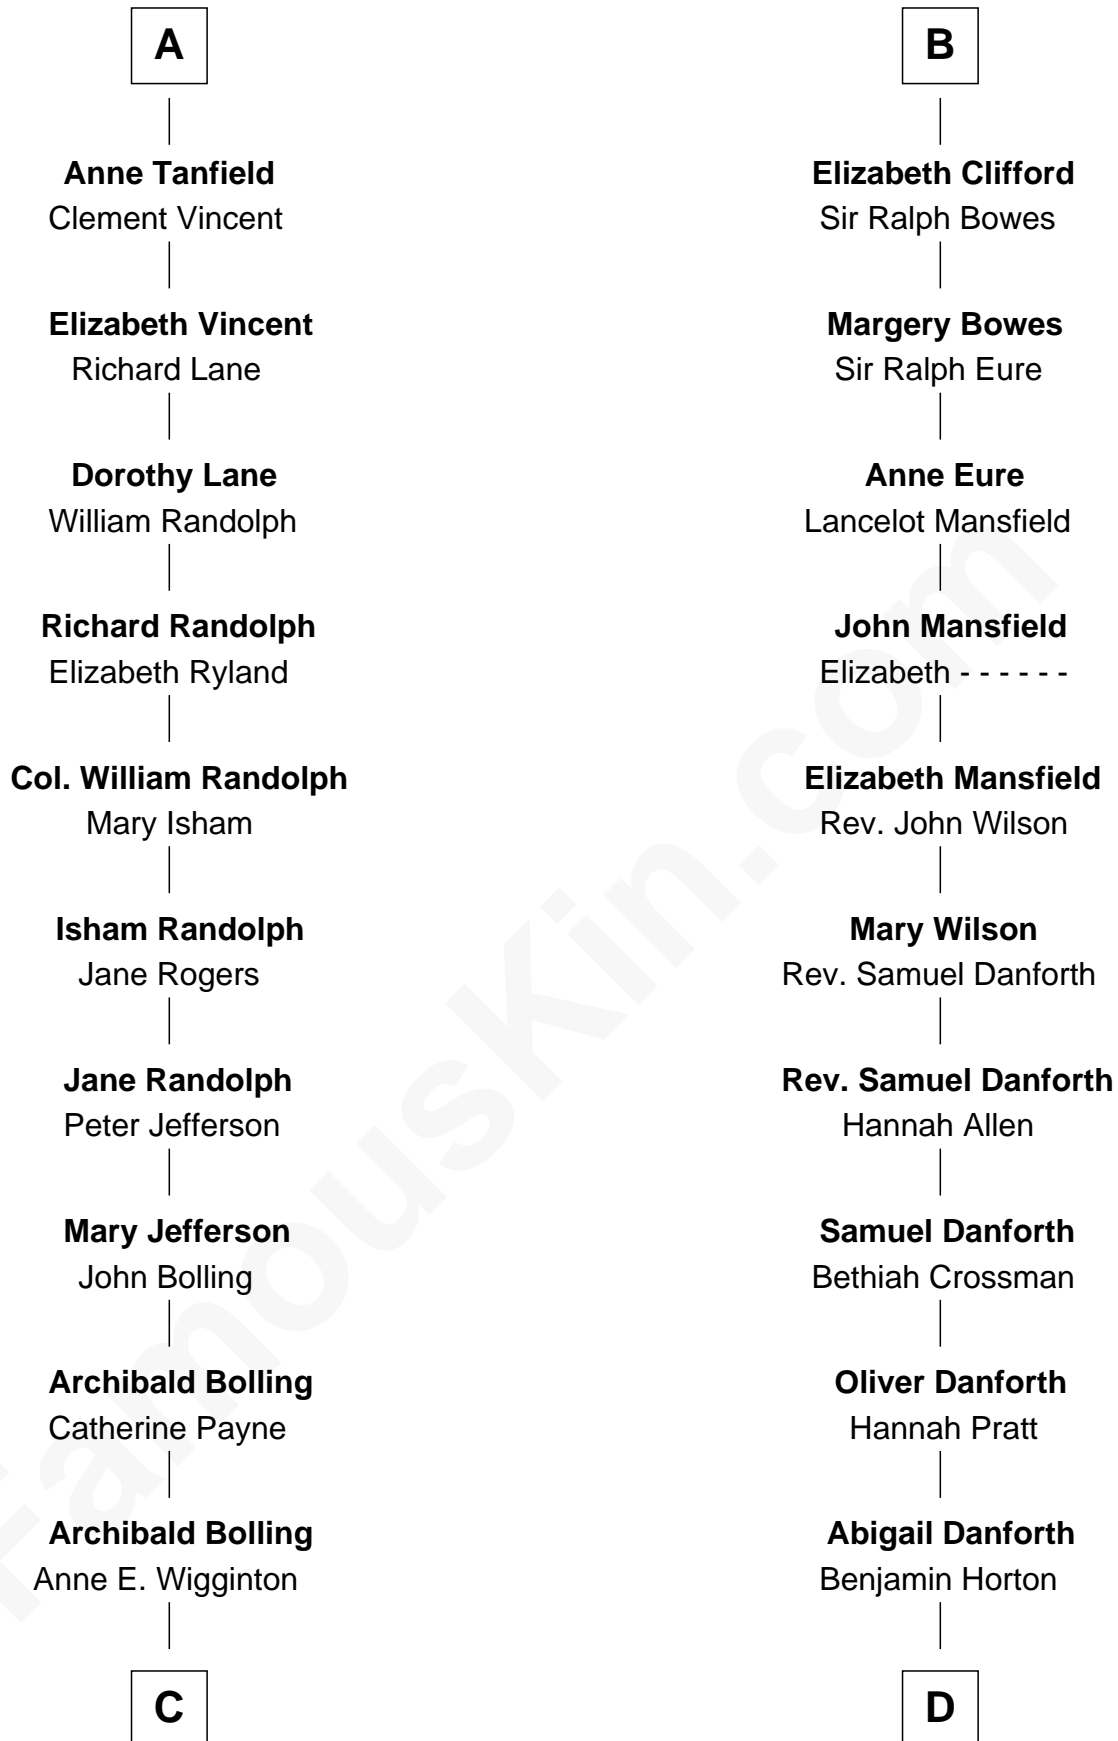 A
Anne Tanfield
Clement Vincent
Elizabeth Vincent
Richard Lane
Dorothy Lane
William Randolph
Richard Randolph
Elizabeth Ryland
Col. William Randolph
Mary Isham
Isham Randolph
Jane Rogers
Jane Randolph
Peter Jefferson
Mary Jefferson
John Bolling
Archibald Bolling
Catherine Payne
Archibald Bolling
Anne E. Wigginton
C
B
Elizabeth Clifford
Sir Ralph Bowes
Margery Bowes
Sir Ralph Eure
Anne Eure
Lancelot Mansfield
John Mansfield
Elizabeth - - - - - -
Elizabeth Mansfield
Rev. John Wilson
Mary Wilson
Rev. Samuel Danforth
Rev. Samuel Danforth
Hannah Allen
Samuel Danforth
Bethiah Crossman
Oliver Danforth
Hannah Pratt
Abigail Danforth
Benjamin Horton
D
FamousKin.com